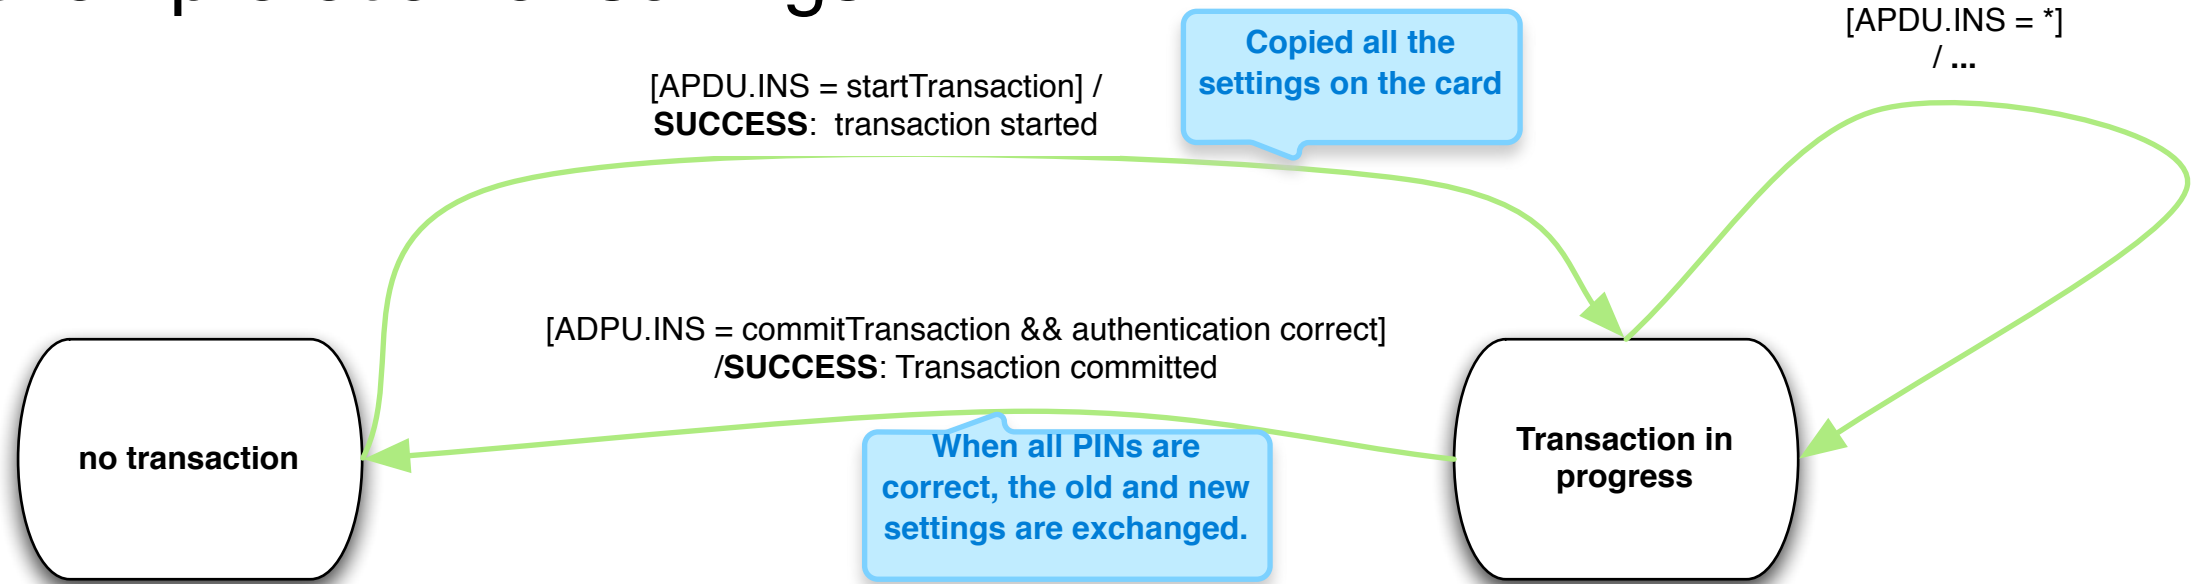 [APDU.INS = *]
/ ...
Copied all the
settings on the card
[APDU.INS = startTransaction] /
SUCCESS:  transaction started
[ADPU.INS = commitTransaction && authentication correct]
/SUCCESS: Transaction committed
no transaction
When all PINs are
correct, the old and new
settings are exchanged.
Transaction in
progress